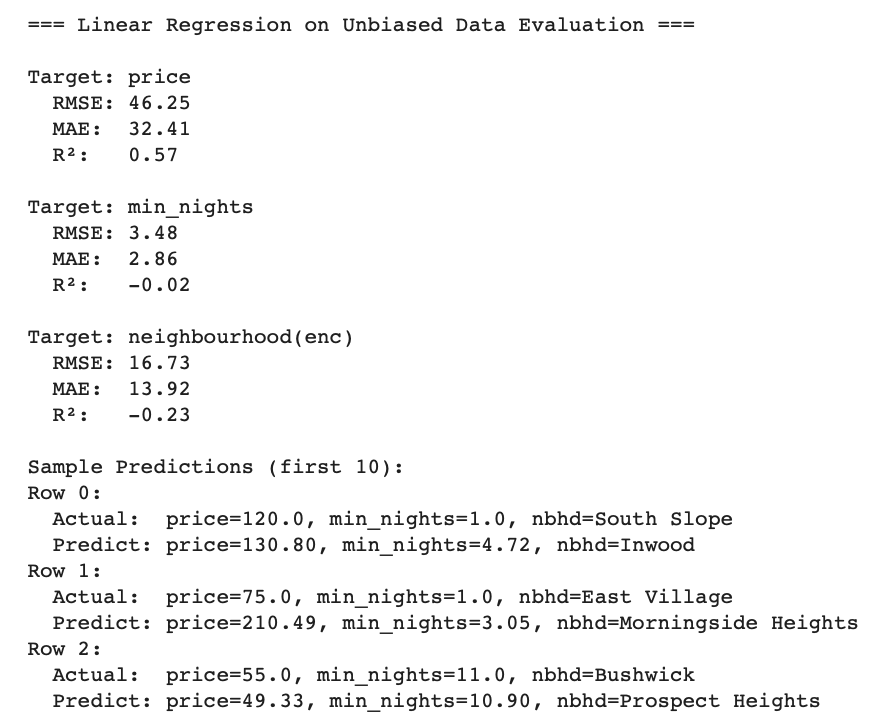 === Linear Regression on Unbiased Data Evaluation ===
Target: price
RMSE: 46.25
MAE: 32.41
R²: 0.57
Target: min_nights
RMSE: 3.48
MAE: 2.86
R²: -0.02
Target: neighbourhood(enc)
RMSE: 16.73
MAE: 13.92
R²: -0.23
Sample Predictions (first 10):
Row 0:
Actual: price=120.0, min_nights=1.0, nbhd=South Slope
Predict: price=130.80, min_nights=4.72, nbhd=Inwood
Row 1:
Actual: price=75.0, min_nights=1.0, nbhd=East Village
Predict: price=210.49, min_nights=3.05, nbhd=Morningside Heights
Row 2:
Actual: price=55.0, min_nights=11.0, nbhd=Bushwick
Predict: price=49.33, min_nights=10.90, nbhd=Prospect Heights